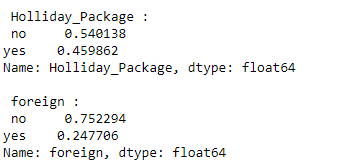 Holliday_Package :
no     0.540138
yes    0.459862
Name: Holliday_Package, dtype: float64
foreign :
no     0.752294
yes    0.247706
Name: foreign, dtype: float64